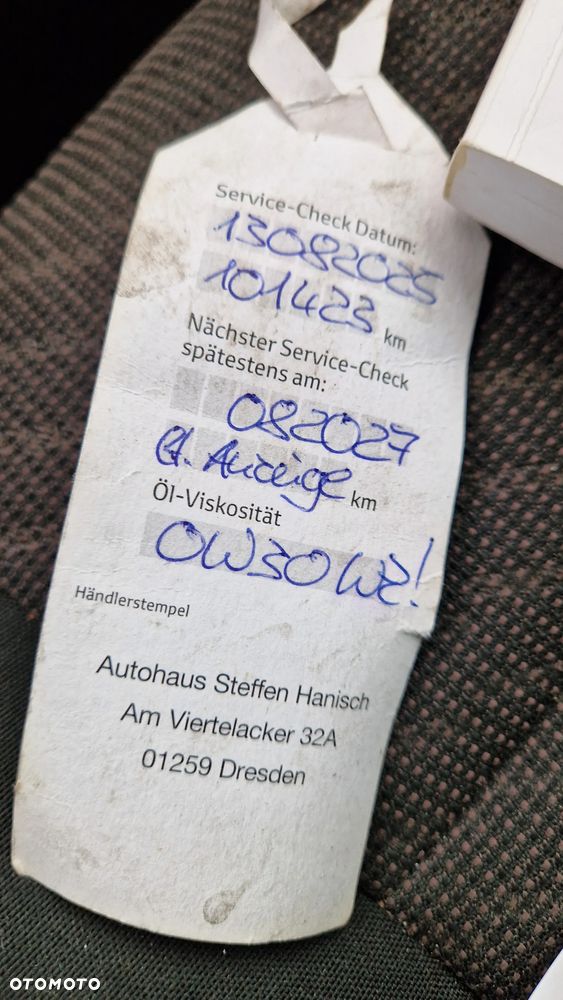 Service-Check Datum:
13082025
101423 km
Nächster Service-Check
spätestens am:
082027
lt. Anzeige km
Öl-Viskosität
0W30
Händlerstempel
Autohaus Steffen Hanisch
Am Viertelacker 32A
01259 Dresden
OTOMOTO